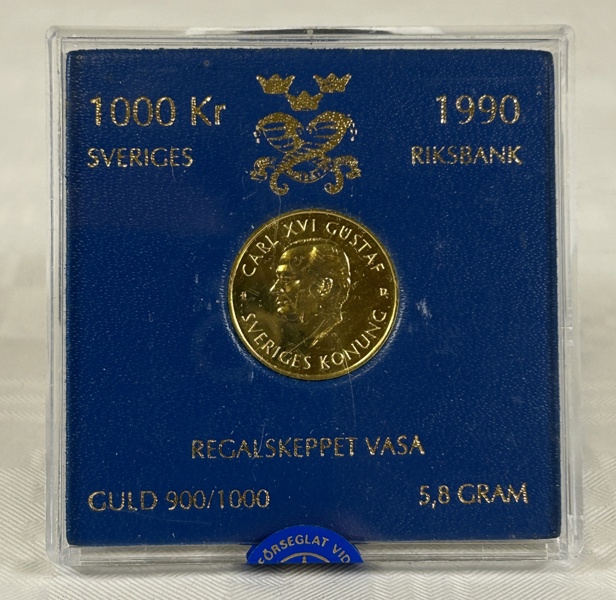 1000 Kr
1990
SVERIGES
RIKSBANK
CARL XVI GUSTAF
SVERIGES KONUNG
REGALSKEPPET VASA
GULD 900/1000
5,8 GRAM
FÖRSEGLAT VID